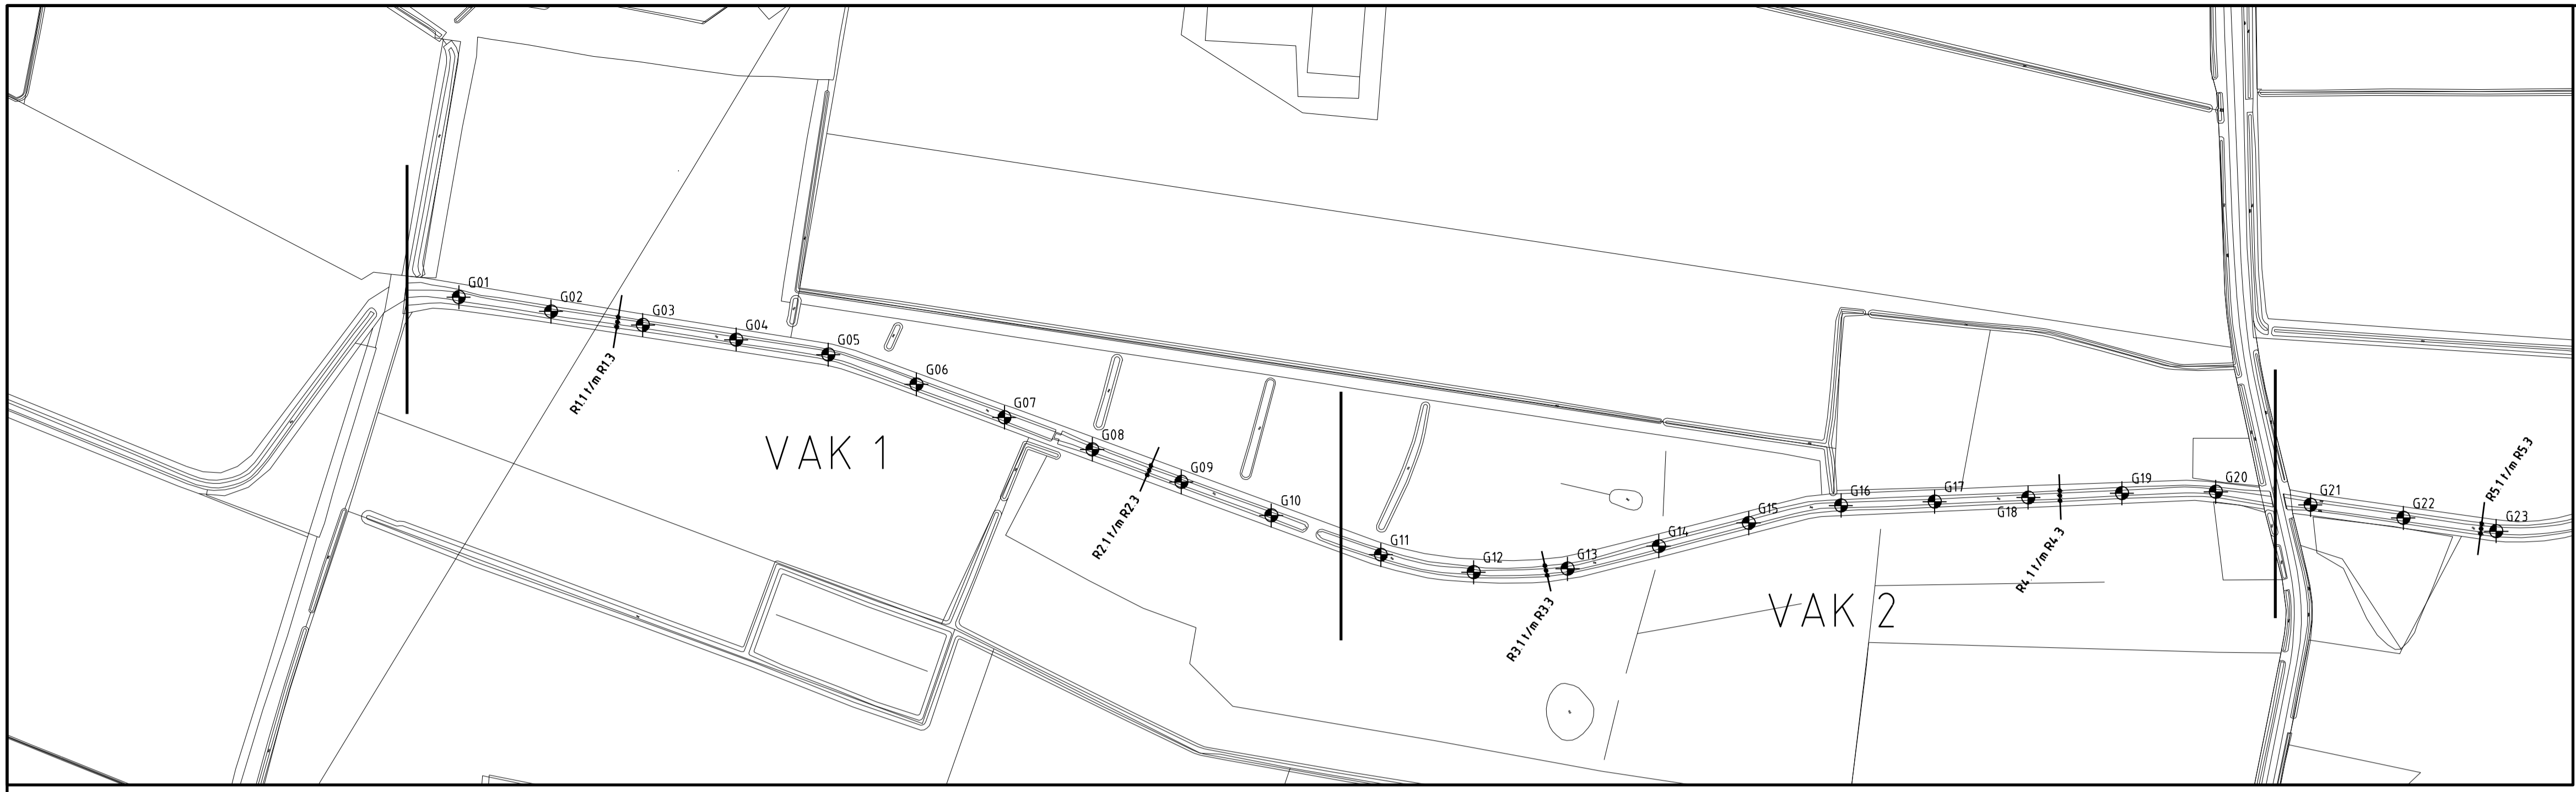 G01
G02
G03
R1.1 t/m R1.3
G04
G05
G06
G07
VAK 1
G08
R2.1 t/m R2.3
G09
G10
G11
G12
R3.1 t/m R3.3
G13
G14
G15
VAK 2
G16
G17
G18
R4.1 t/m R4.3
G19
G20
G21
G22
R5.1 t/m R5.3
G23